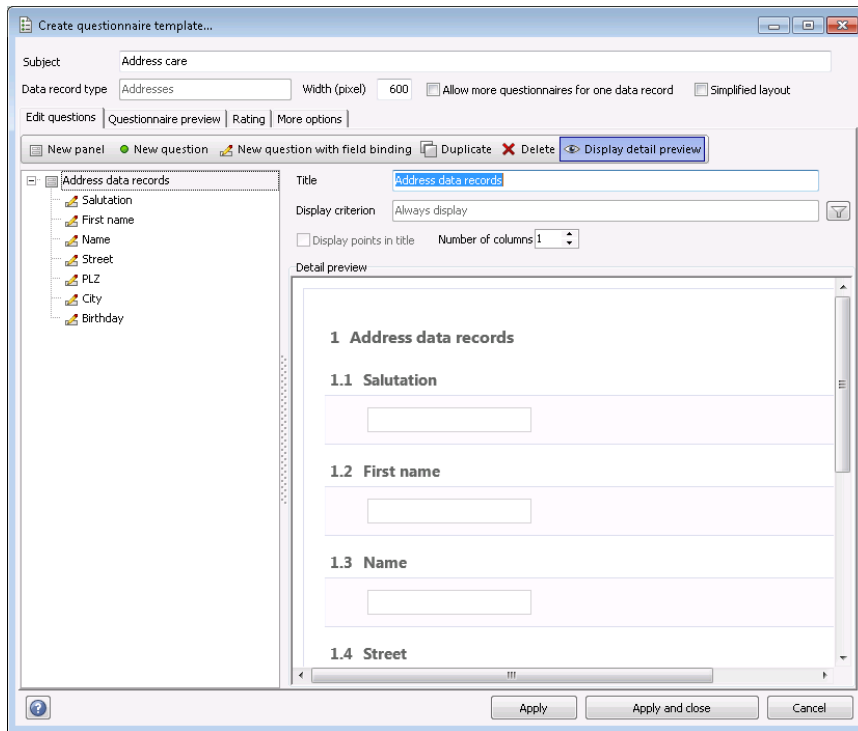 Create questionnaire template...
Subject Address care
Data record type Addresses Width (pixel) 600 Allow more questionnaires for one data record Simplified layout
Edit questions Questionnaire preview Rating More options
New panel New question New question with field binding Duplicate Delete Display detail preview
Address data records
Salutation
First name
Name
Street
PLZ
City
Birthday
Title Address data records
Display criterion Always display
Display points in title Number of columns 1
Detail preview
1 Address data records
1.1 Salutation
1.2 First name
1.3 Name
1.4 Street
? Apply Apply and close Cancel